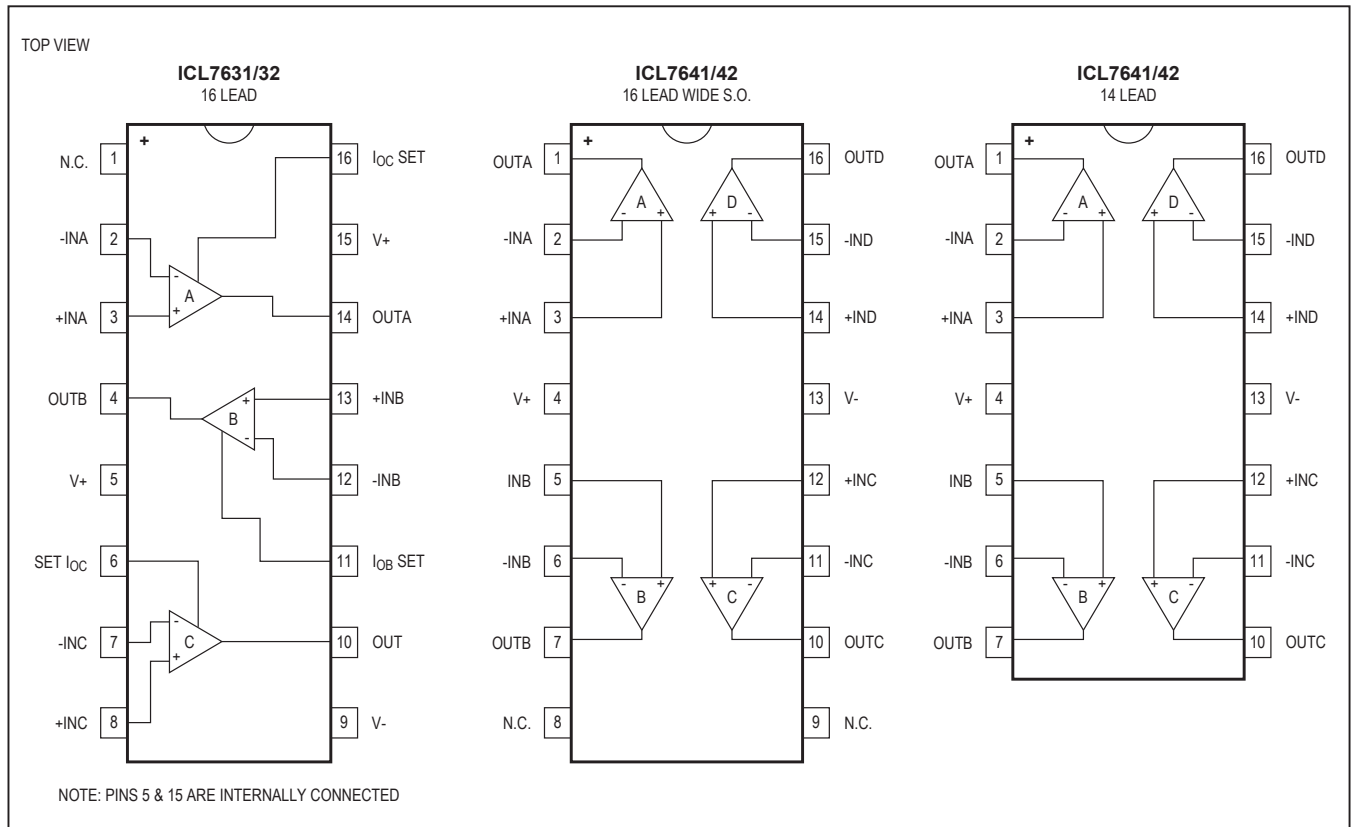 TOP VIEW
ICL7631/32
16 LEAD
+
N.C. 1
16 IOC SET
-INA 2
15 V+
+INA 3
14 OUTA
OUTB 4
13 +INB
V+ 5
12 -INB
SET IOC 6
11 IOB SET
-INC 7
10 OUT
+INC 8
9 V-
-
A
+
+
B
-
-
C
+
NOTE: PINS 5 & 15 ARE INTERNALLY CONNECTED
ICL7641/42
16 LEAD WIDE S.O.
+
OUTA 1
16 OUTD
-INA 2
15 -IND
+INA 3
14 +IND
V+ 4
13 V-
INB 5
12 +INC
-INB 6
11 -INC
OUTB 7
10 OUTC
N.C. 8
9 N.C.
A
- +
D
+ -
- +
B
+ -
C
ICL7641/42
14 LEAD
+
OUTA 1
16 OUTD
-INA 2
15 -IND
+INA 3
14 +IND
V+ 4
13 V-
INB 5
12 +INC
-INB 6
11 -INC
OUTB 7
10 OUTC
A
- +
D
+ -
- +
B
+ -
C